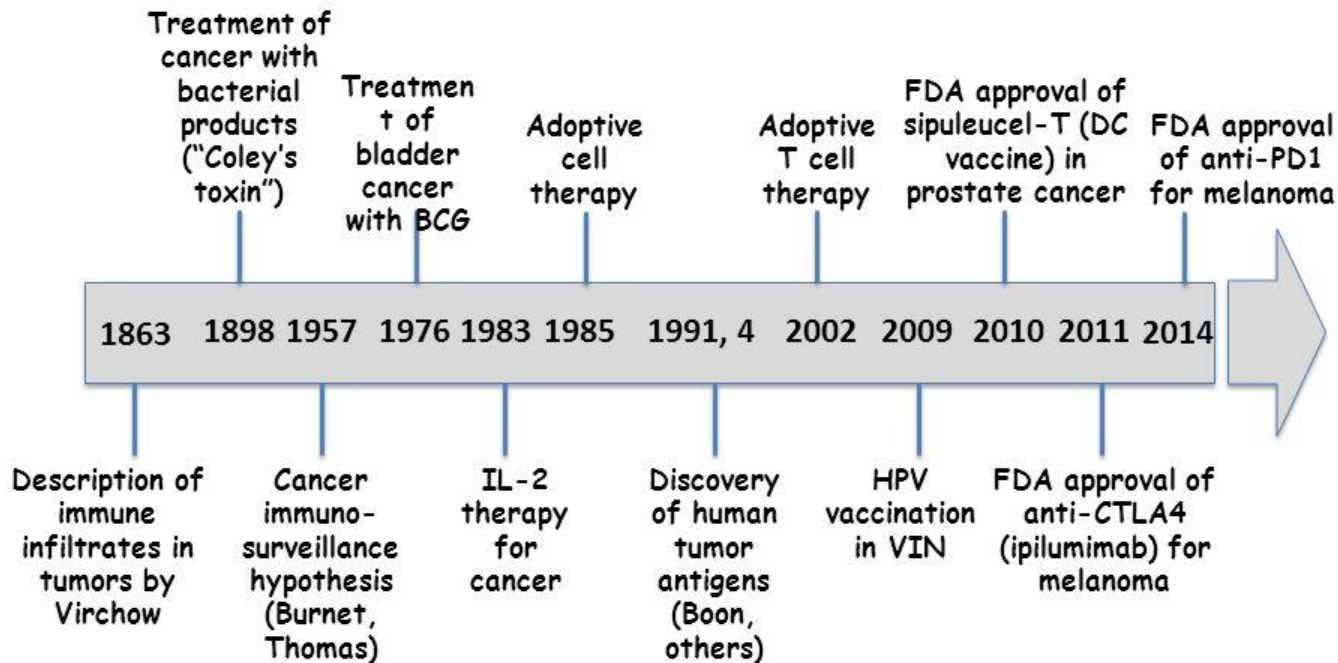 Treatment of
cancer with
bacterial
products
("Coley's
toxin")
Treatmen
t of
bladder
cancer
with BCG
Adoptive
cell
therapy
Adoptive
T cell
therapy
FDA approval of
sipuleucel-T (DC
vaccine) in
prostate cancer
FDA approval
of anti-PD1
for melanoma
1863 1898 1957 1976 1983 1985 1991, 4 2002 2009 2010 2011 2014
Description of
immune
infiltrates in
tumors by
Virchow
Cancer
immuno-
surveillance
hypothesis
(Burnet,
Thomas)
IL-2
therapy
for
cancer
Discovery
of human
tumor
antigens
(Boon,
others)
HPV
vaccination
in VIN
FDA approval of
anti-CTLA4
(ipilumimab) for
melanoma